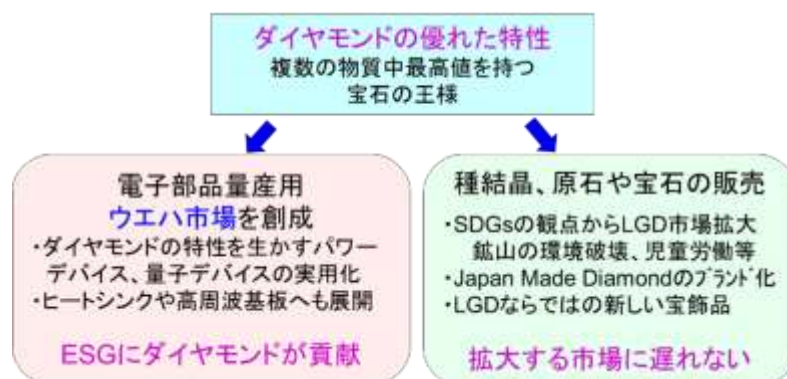 ダイヤモンドの優れた特性
複数の物質中最高値を持つ
宝石の王様
電子部品量産用
ウエハ市場を創成
・ダイヤモンドの特性を生かすパワー
デバイス、量子デバイスの実用化
・ヒートシンクや高周波基板へも展開
ESGにダイヤモンドが貢献
種結晶、原石や宝石の販売
・SDGsの観点からLGD市場拡大
鉱山の環境破壊、児童労働等
・Japan Made Diamondのブランド化
・LGDならではの新しい宝飾品
拡大する市場に遅れない